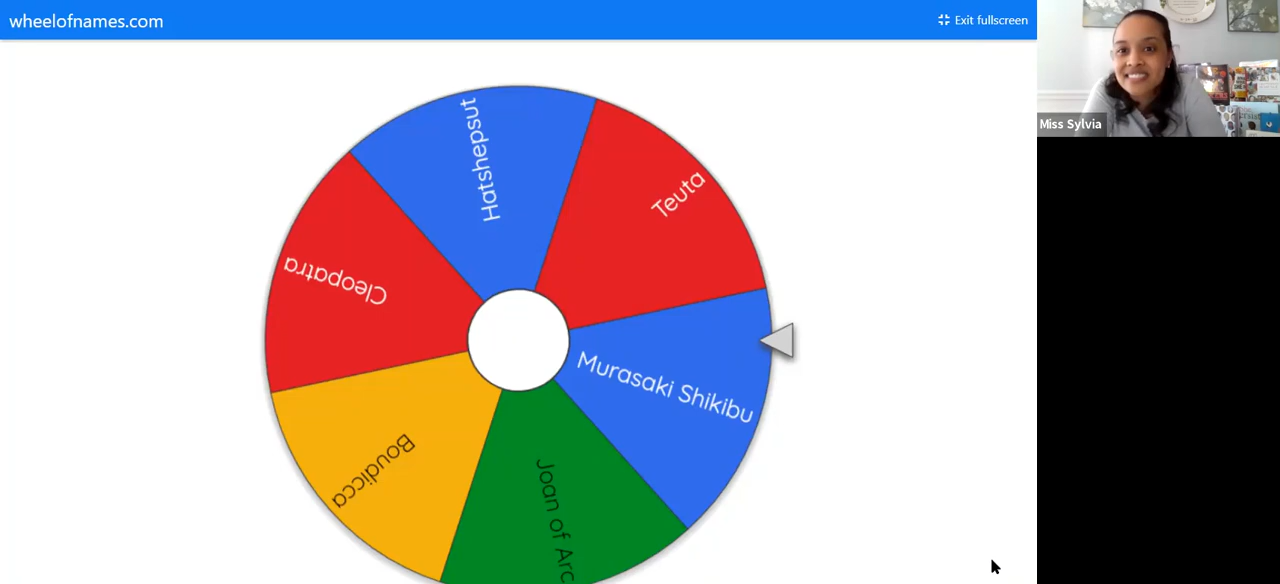 wheelofnames.com
Exit fullscreen
Miss Sylvia
Hatshepsut
Teuta
Murasaki Shikibu
Joan of Arc
Boudicca
Cleopatra